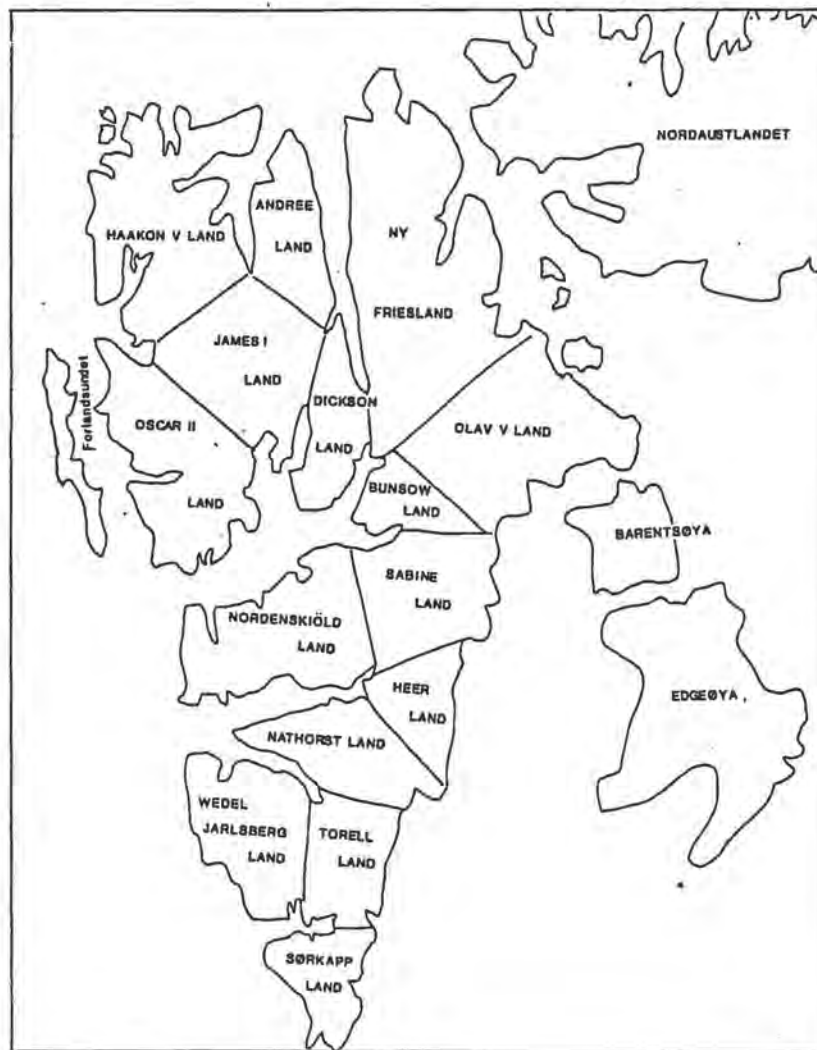 NORDAUSTLANDET
ANDREE
LAND
HAAKON V LAND
NY
FRIESLAND
JAMES I
LAND
Forlandsundet
OSCAR II
LAND
DICKSON
LAND
OLAV V LAND
BUNSOW
LAND
BARENTSØYA
SABINE
LAND
NORDENSKIÖLD
LAND
HEER
LAND
EDGEØYA
NATHORST LAND
WEDEL
JARLSBERG
LAND
TORELL
LAND
SØRKAPP
LAND